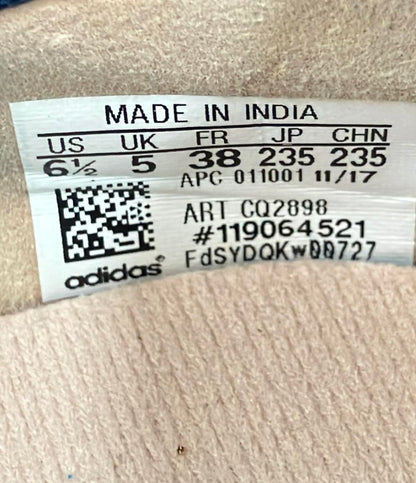 MADE IN INDIA
US UK FR JP CHN
6½ 5 38 235 235
APC 011001 11/17
ART CQ2898
#119064521
FdSYDQKw00727
adidas®